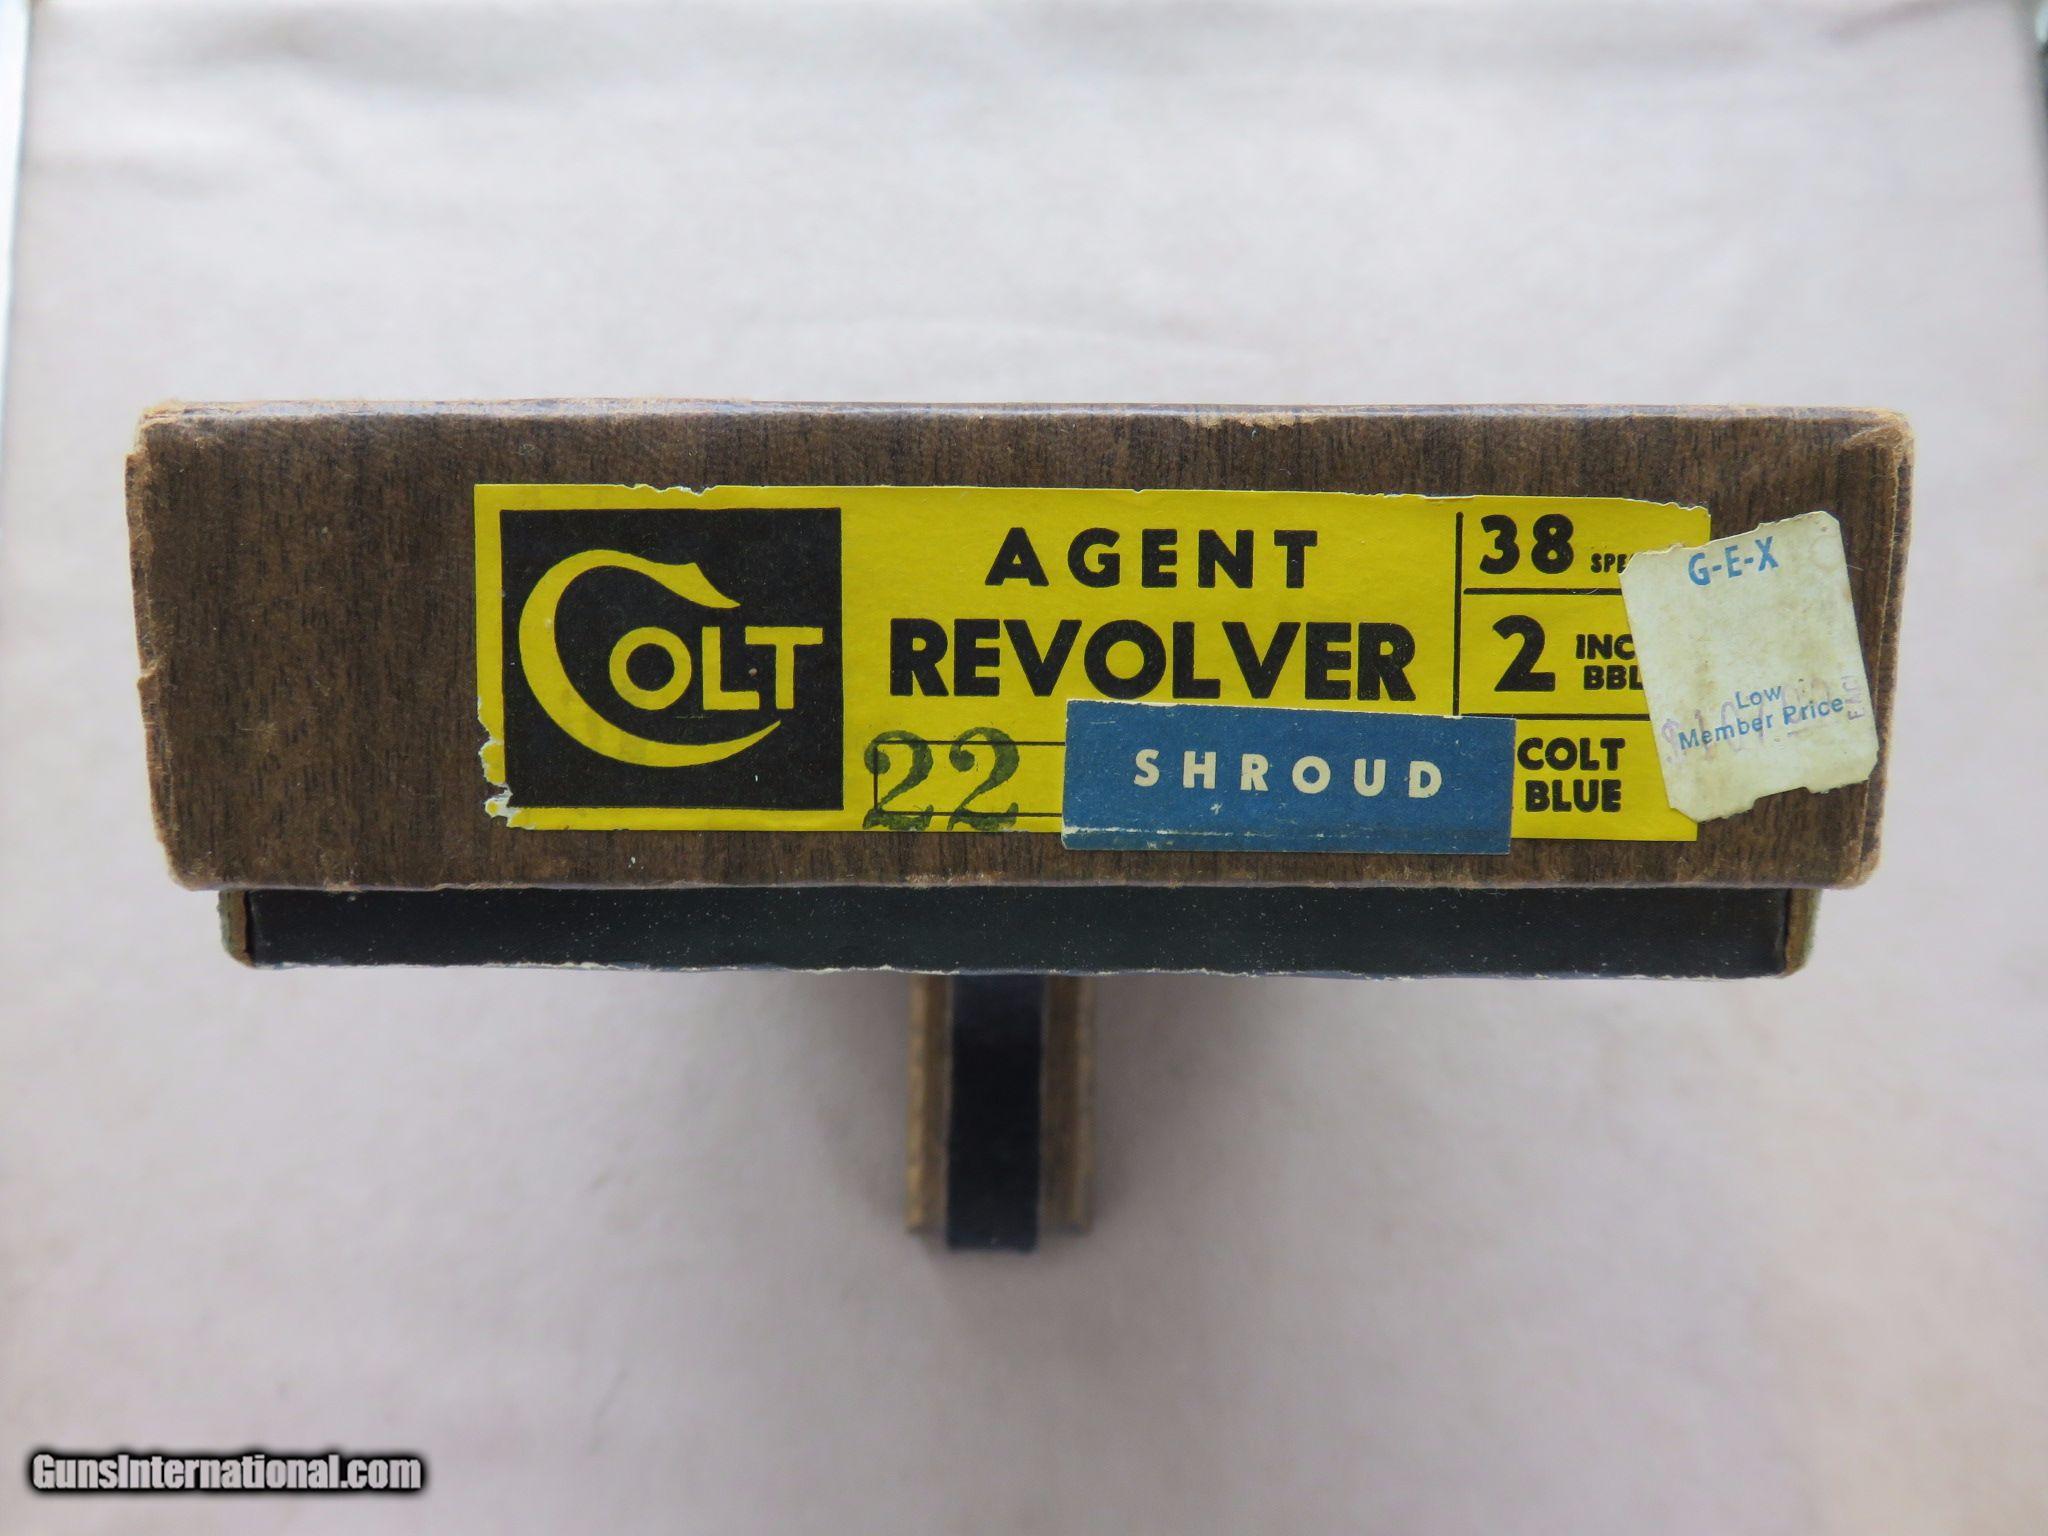 COLT
AGENT
REVOLVER
38
2
COLT
BLUE
22
SHROUD
G-E-X
Low
Member Price
GunsInternational.com